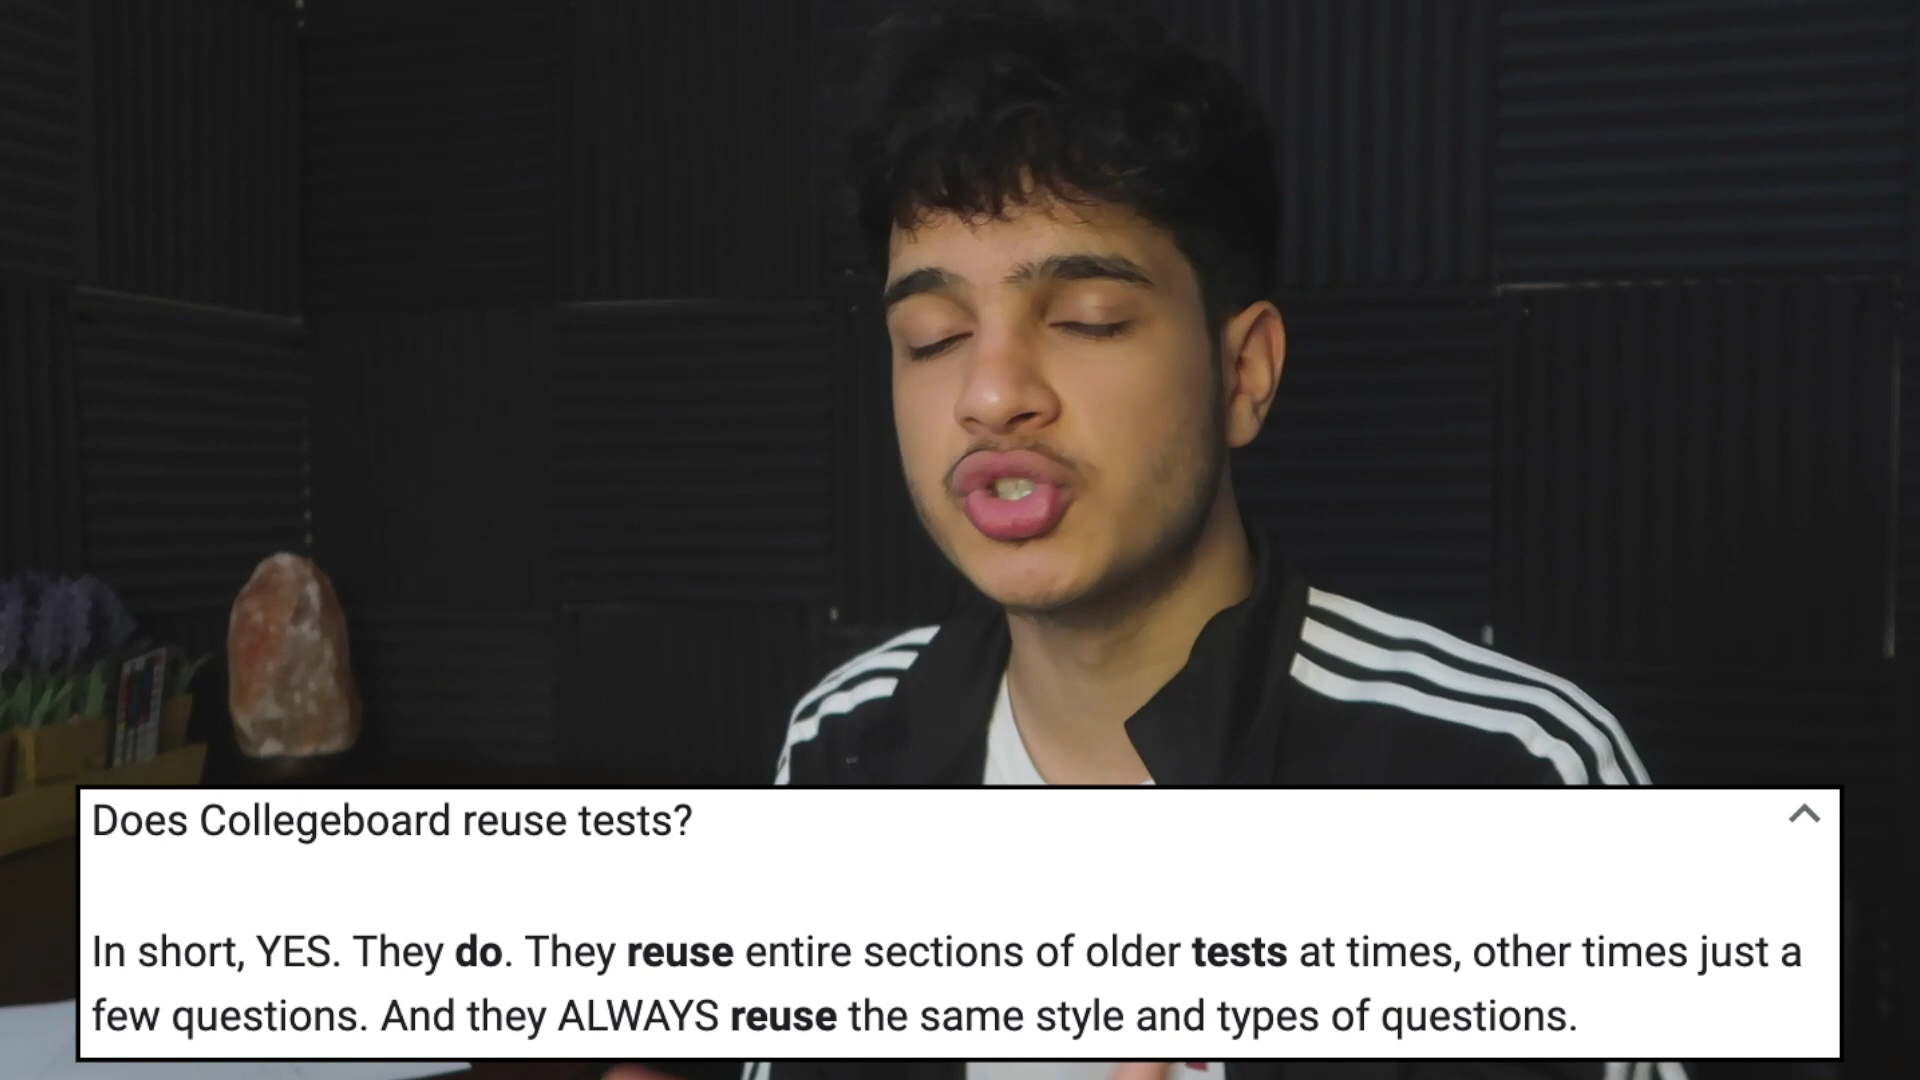 Does Collegeboard reuse tests?
In short, YES. They do. They reuse entire sections of older tests at times, other times just a
few questions. And they ALWAYS reuse the same style and types of questions.